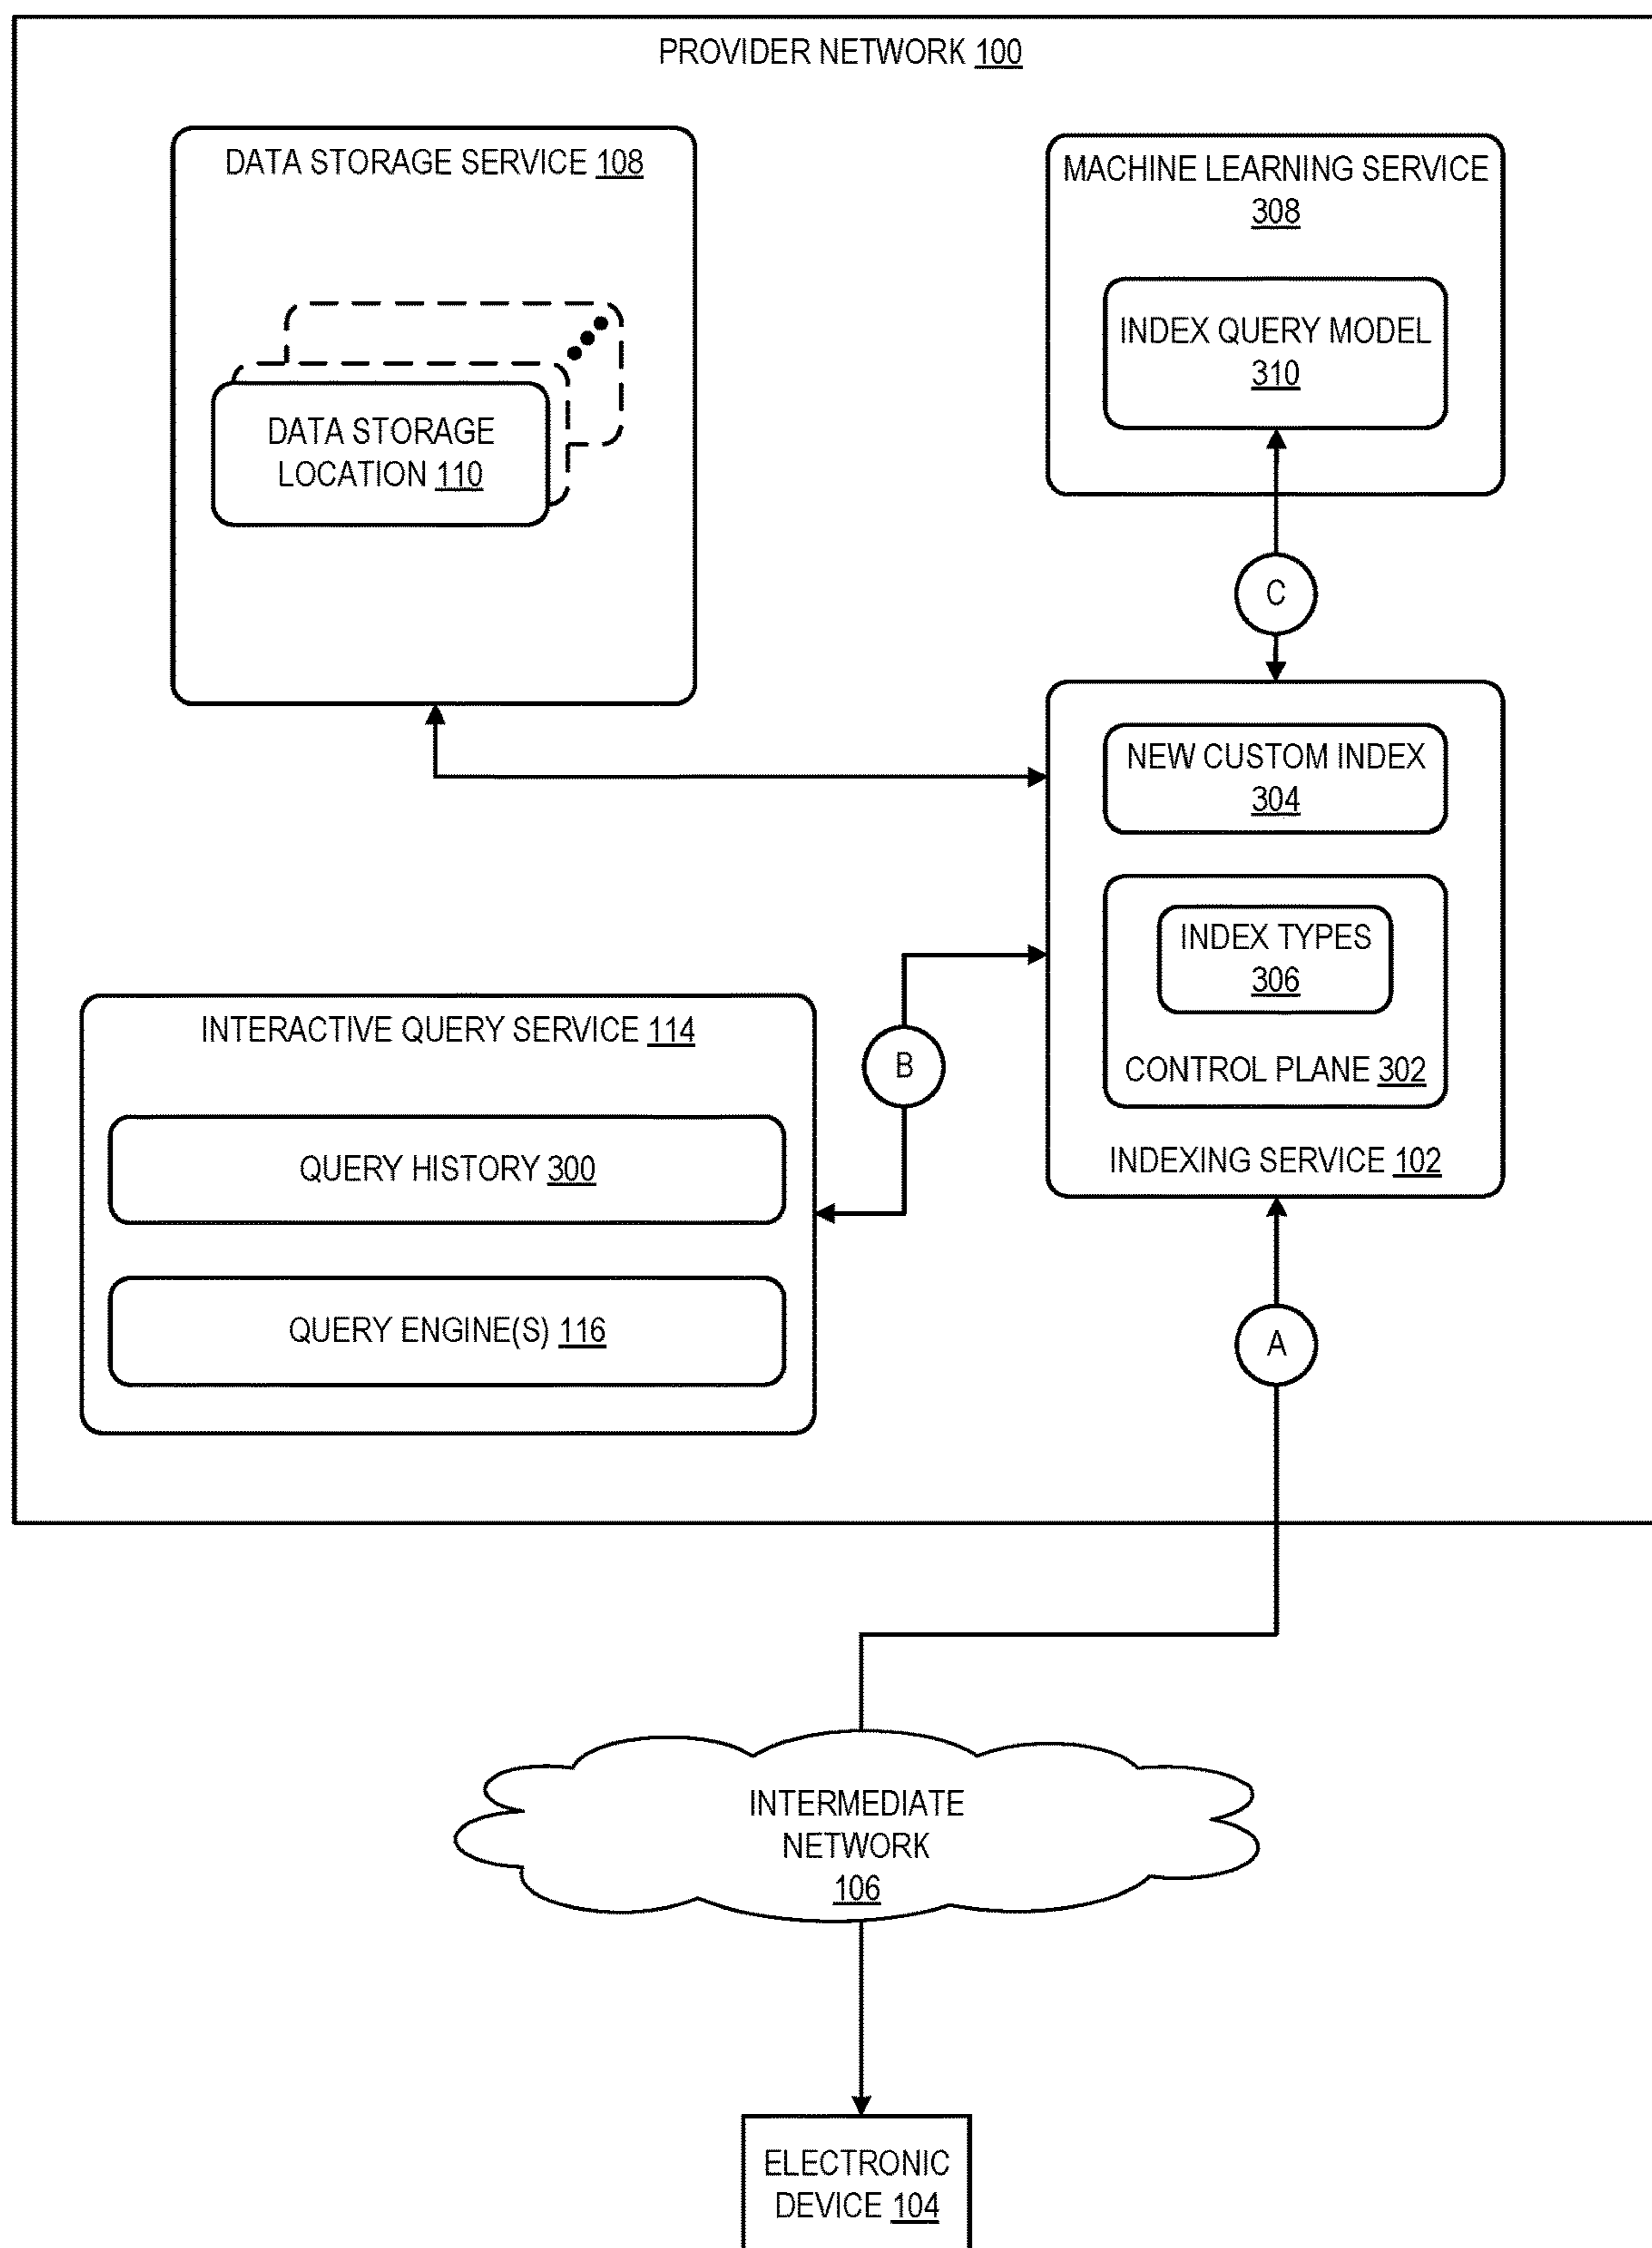 PROVIDER NETWORK 100
DATA STORAGE SERVICE 108
DATA STORAGE
LOCATION 110
MACHINE LEARNING SERVICE
308
INDEX QUERY MODEL
310
C
NEW CUSTOM INDEX
304
INDEX TYPES
306
CONTROL PLANE 302
INDEXING SERVICE 102
INTERACTIVE QUERY SERVICE 114
QUERY HISTORY 300
QUERY ENGINE(S) 116
B
A
INTERMEDIATE
NETWORK
106
ELECTRONIC
DEVICE 104